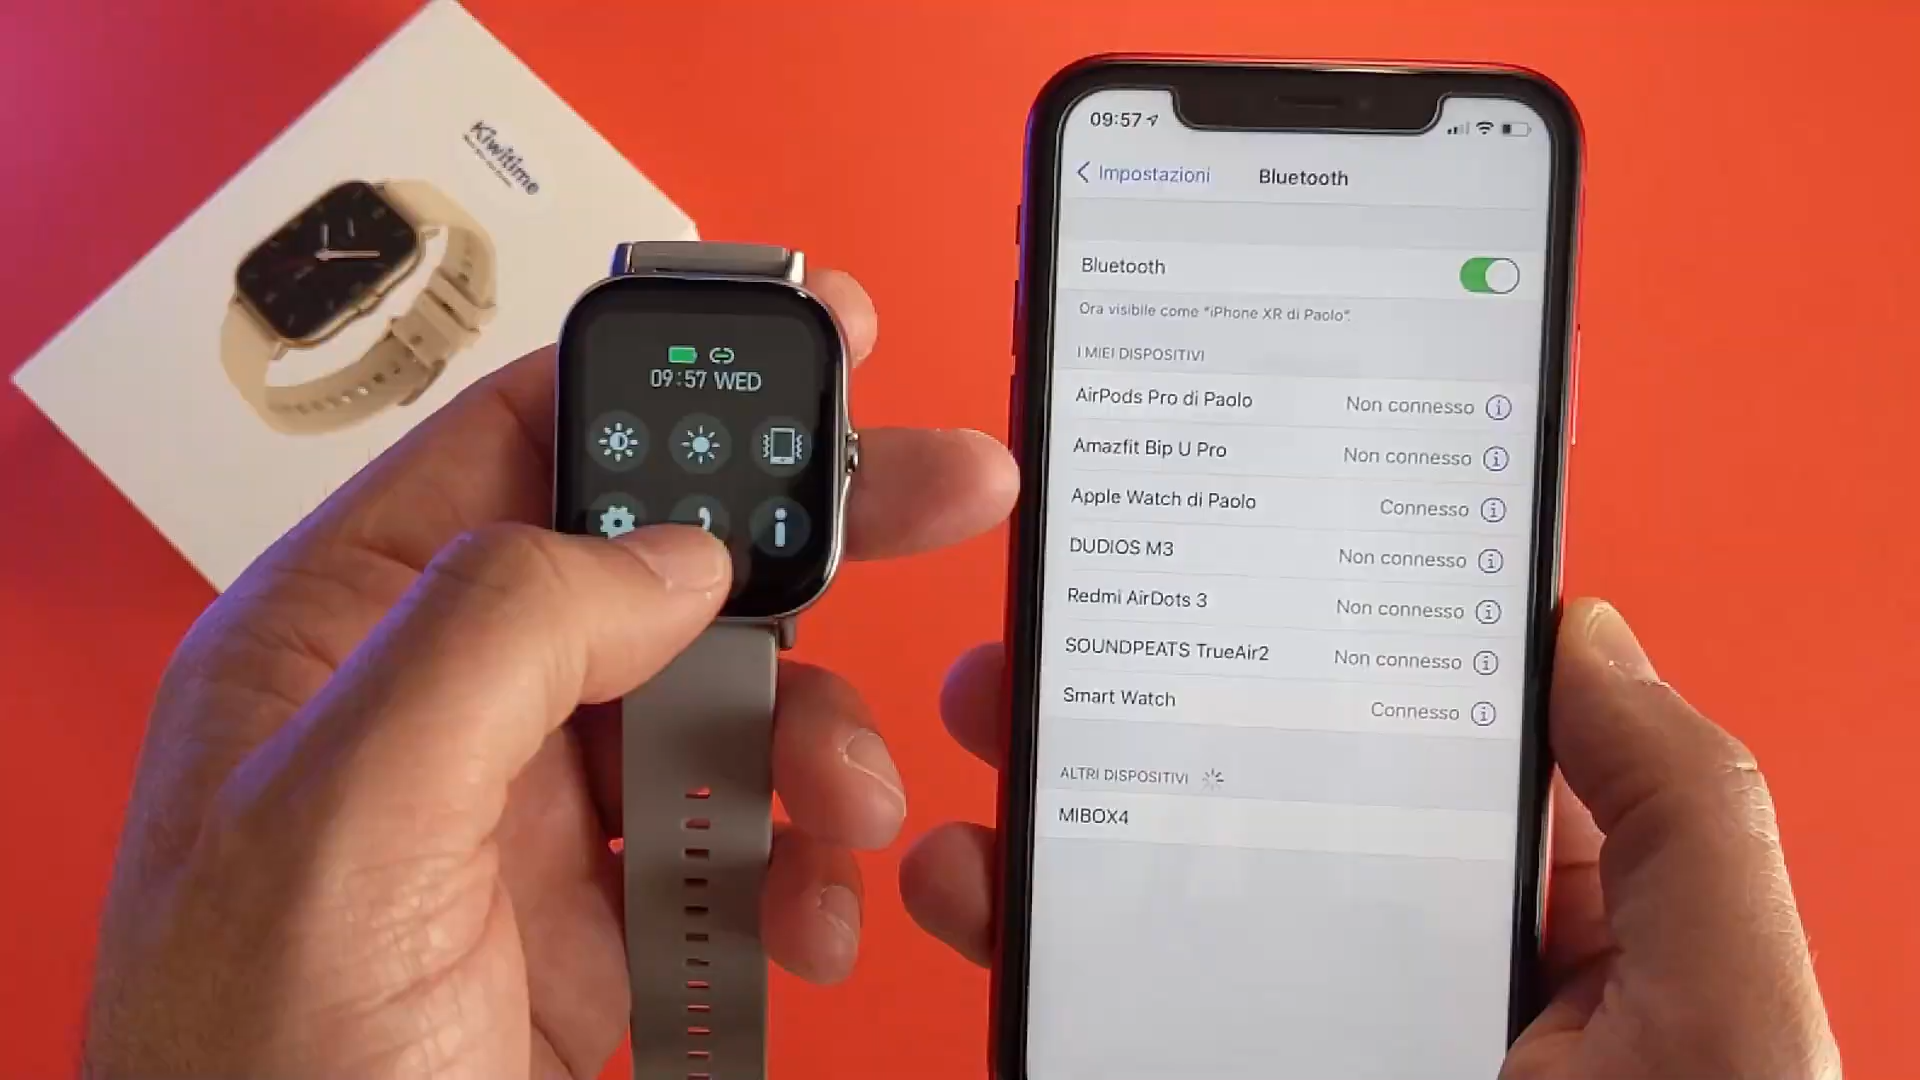 Kiwitime
09:57 WED
09:57
Impostazioni
Bluetooth
Bluetooth
Ora visibile come "iPhone XR di Paolo".
I MIEI DISPOSITIVI
AirPods Pro di Paolo Non connesso
Amazfit Bip U Pro Non connesso
Apple Watch di Paolo Connesso
DUDIOS M3 Non connesso
Redmi AirDots 3 Non connesso
SOUNDPEATS TrueAir2 Non connesso
Smart Watch Connesso
ALTRI DISPOSITIVI
MIBOX4